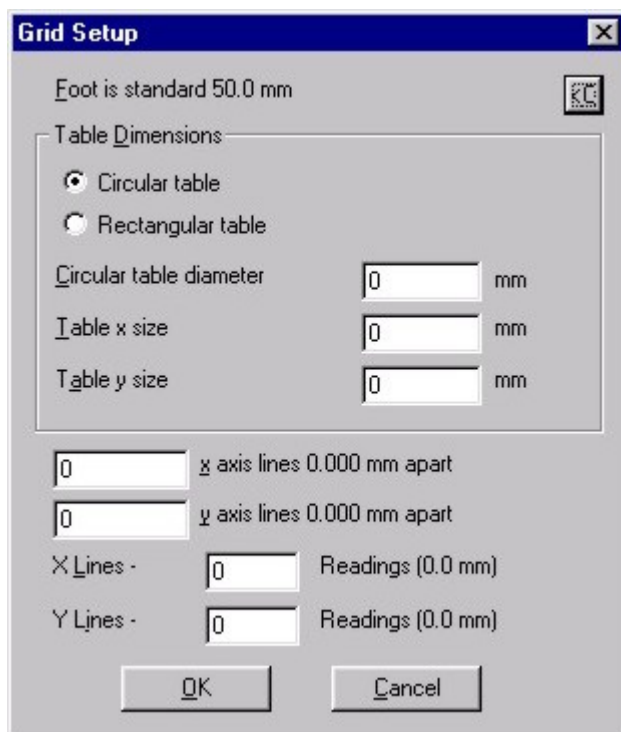 Grid Setup
Foot is standard 50.0 mm
Table Dimensions
Circular table
Rectangular table
Circular table diameter 0 mm
Table x size 0 mm
Table y size 0 mm
0 x axis lines 0.000 mm apart
0 y axis lines 0.000 mm apart
X Lines - 0 Readings (0.0 mm)
Y Lines - 0 Readings (0.0 mm)
OK Cancel